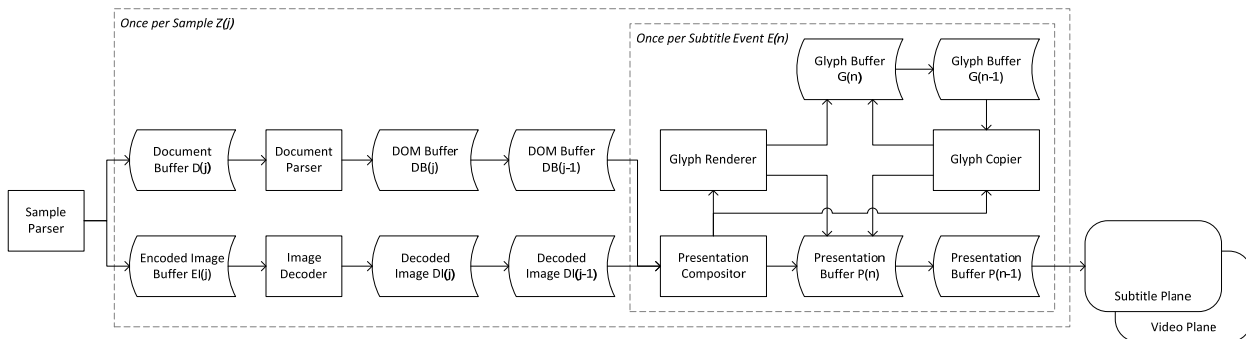 Once per Sample Z(j)
Once per Subtitle Event E(n)
Glyph Buffer
G(n)
Glyph Buffer
G(n-1)
Document
Buffer D(j)
Document
Parser
DOM Buffer
DB(j)
DOM Buffer
DB(j-1)
Glyph Renderer
Glyph Copier
Sample
Parser
Encoded Image
Buffer EI(j)
Image
Decoder
Decoded
Image DI(j)
Decoded
Image DI(j-1)
Presentation
Compositor
Presentation
Buffer P(n)
Presentation
Buffer P(n-1)
Subtitle Plane
Video Plane